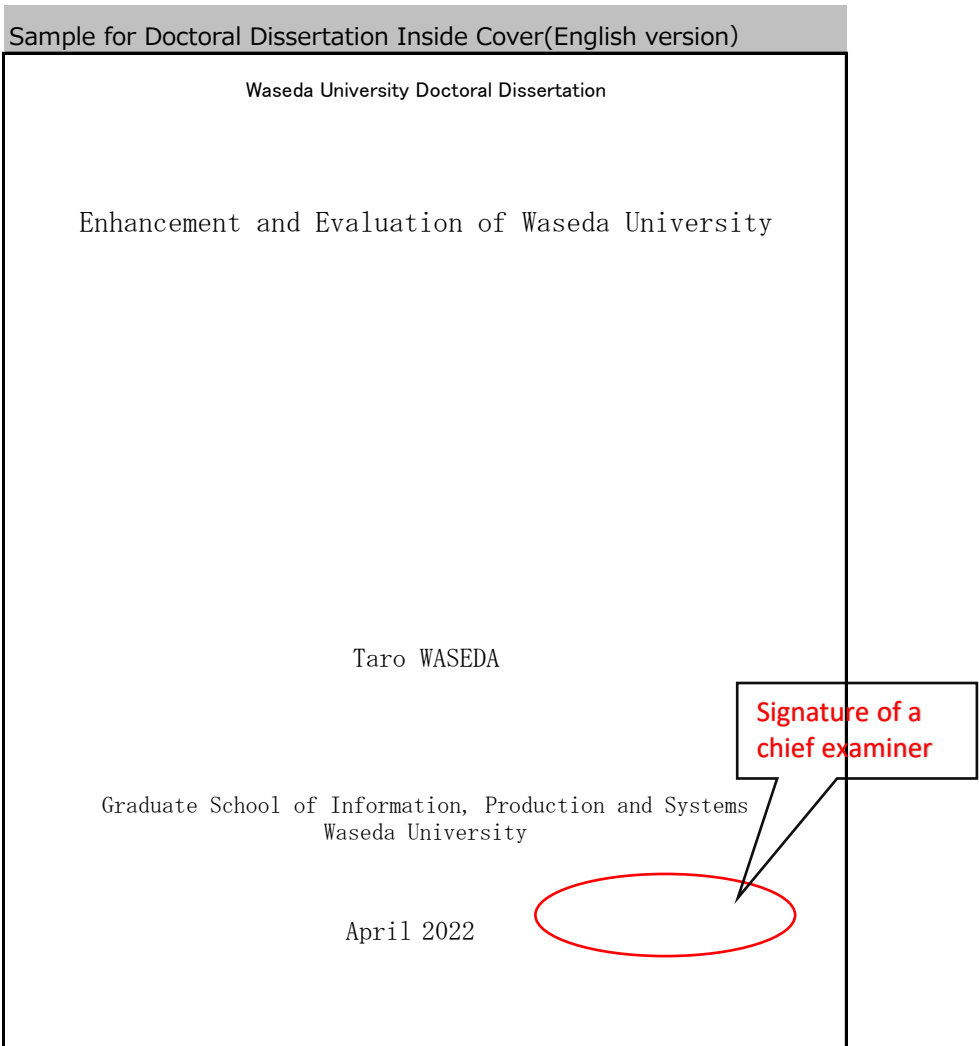 Sample for Doctoral Dissertation Inside Cover(English version）
Waseda University Doctoral Dissertation
Enhancement and Evaluation of Waseda University
Taro WASEDA
Signature of a
chief examiner
Graduate School of Information, Production and Systems
Waseda University
April 2022